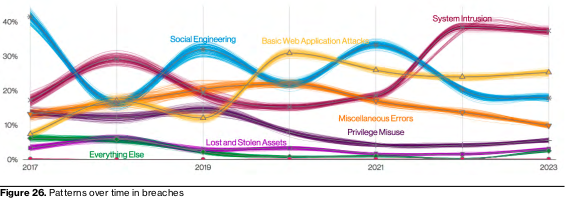 System Intrusion
Social Engineering
Basic Web Application Attacks
40%
30%
20%
10%
0%
Miscellaneous Errors
Privilege Misuse
Lost and Stolen Assets
Everything Else
2017
2019
2021
2023
Figure 26. Patterns over time in breaches